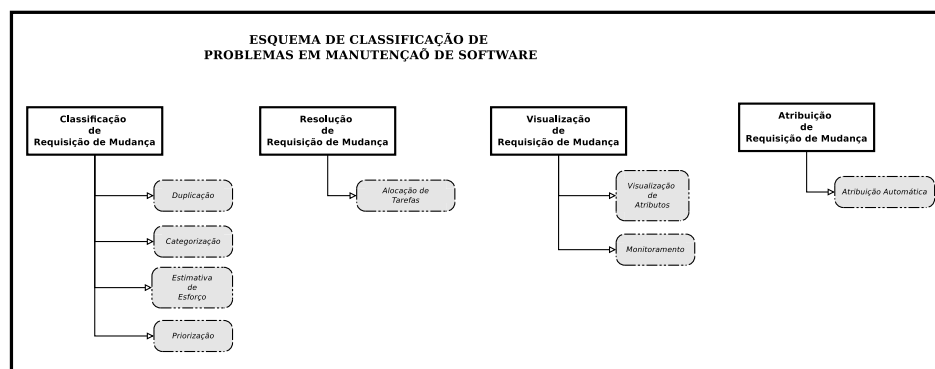 ESQUEMA DE CLASSIFICAÇÃO DE
PROBLEMAS EM MANUTENÇAÕ DE SOFTWARE
Classificação
de
Requisição de Mudança
Duplicação
Categorização
Estimativa
de
Esforço
Priorização
Resolução
de
Requisição de Mudança
Alocação de
Tarefas
Visualização
de
Requisição de Mudança
Visualização
de
Atributos
Monitoramento
Atribuição
de
Requisição de Mudança
Atribuição Automática